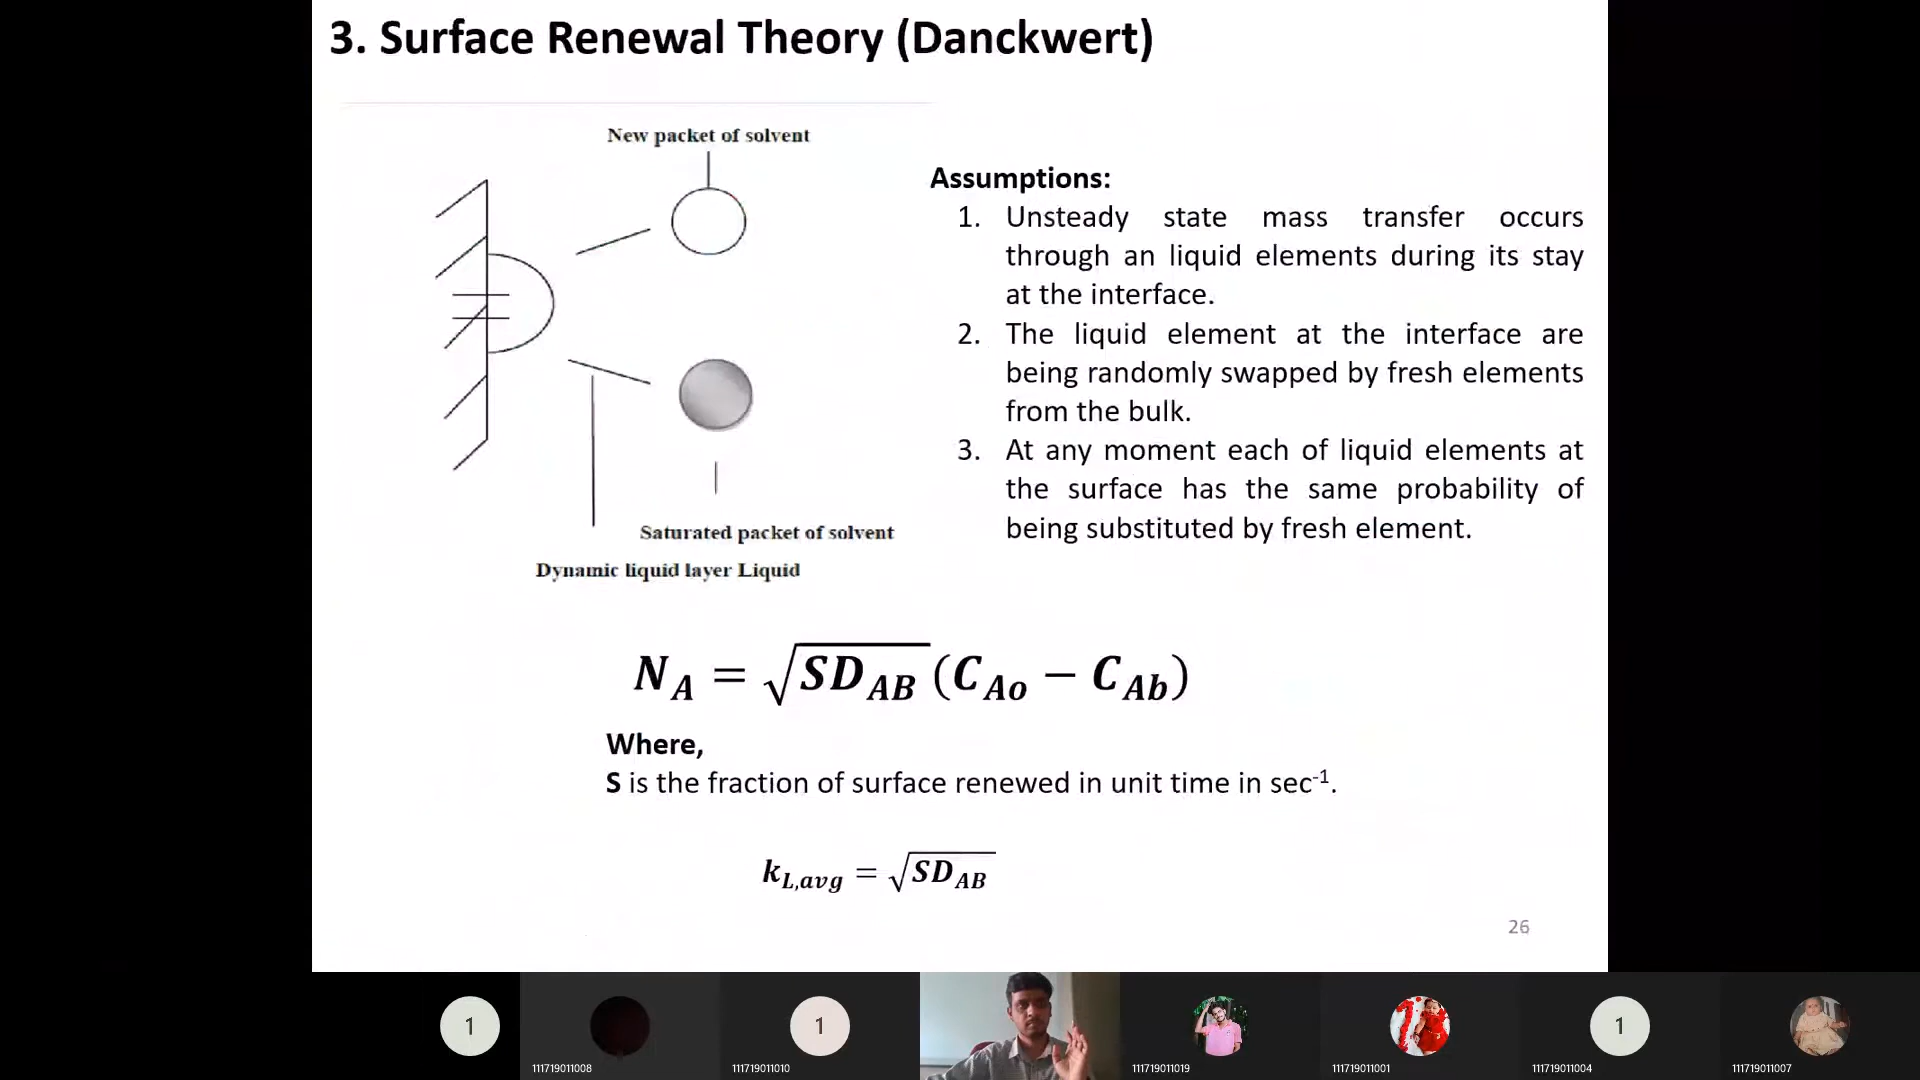 3. Surface Renewal Theory (Danckwert)
New packet of solvent
Saturated packet of solvent
Dynamic liquid layer Liquid
Assumptions:
1. Unsteady state mass transfer occurs
through an liquid elements during its stay
at the interface.
2. The liquid element at the interface are
being randomly swapped by fresh elements
from the bulk.
3. At any moment each of liquid elements at
the surface has the same probability of
being substituted by fresh element.
N_A = √SD_AB (C_Ao − C_Ab)
Where,
S is the fraction of surface renewed in unit time in sec⁻¹.
k_L,avg = √SD_AB
26
1
1
1
111719011008
111719011010
111719011019
111719011001
111719011004
111719011007